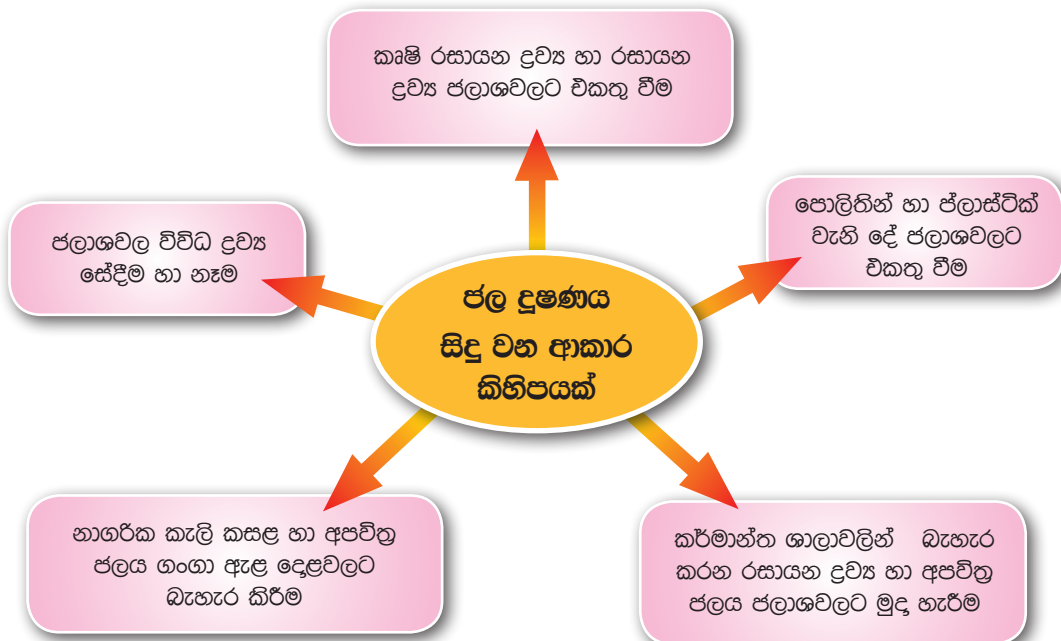 කෘෂි රසායන ද්‍රව්‍ය හා රසායන
ද්‍රව්‍ය ජලාශවලට එකතු වීම
පොලිතින් හා ප්ලාස්ටික්
වැනි දේ ජලාශවලට
එකතු වීම
ජලාශවල විවිධ ද්‍රව්‍ය
සේදීම හා නෑම
ජල දූෂණය
සිදු වන ආකාර
කිහිපයක්
නාගරික කැලි කසළ හා අපවිත්‍ර
ජලය ගංගා ඇළ දොළවලට
බැහැර කිරීම
කර්මාන්ත ශාලාවලින් බැහැර
කරන රසායන ද්‍රව්‍ය හා අපවිත්‍ර
ජලය ජලාශවලට මුදා හැරීම